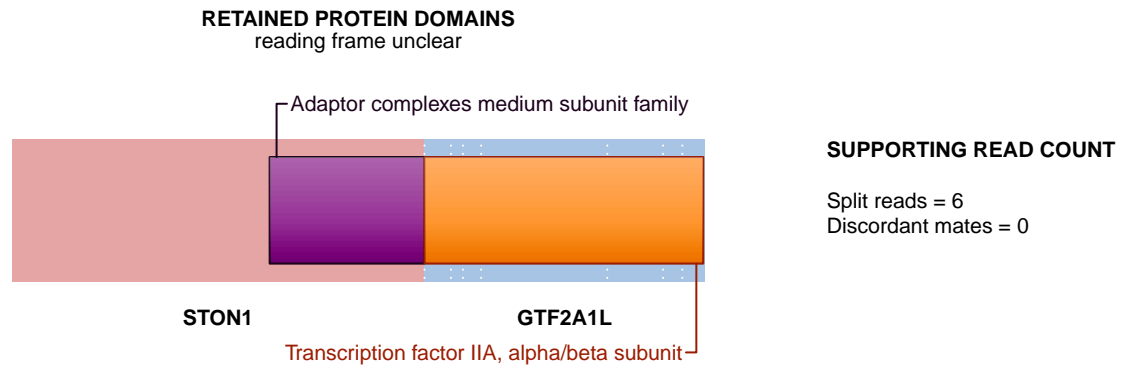 RETAINED PROTEIN DOMAINS
reading frame unclear
Adaptor complexes medium subunit family
SUPPORTING READ COUNT
Split reads = 6
Discordant mates = 0
STON1
GTF2A1L
Transcription factor IIA, alpha/beta subunit